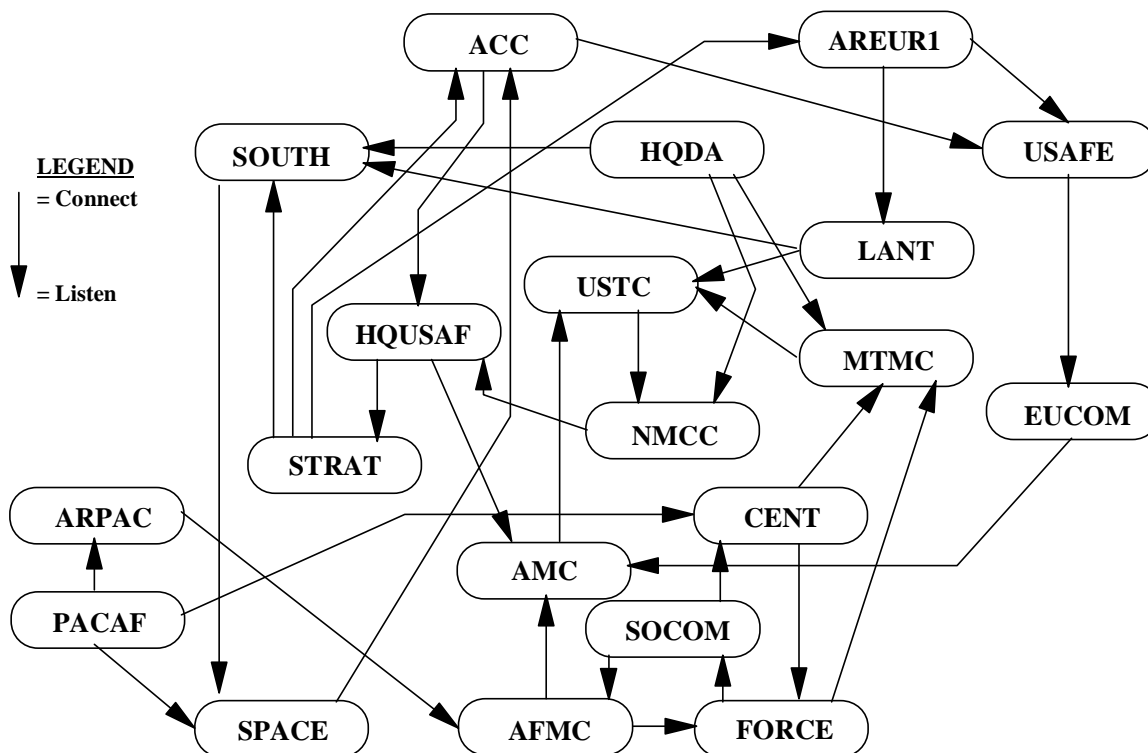 ACC
AREUR1
SOUTH
HQDA
USAFE
LEGEND
= Connect
= Listen
LANT
USTC
HQUSAF
MTMC
NMCC
EUCOM
STRAT
ARPAC
CENT
AMC
PACAF
SOCOM
SPACE
AFMC
FORCE